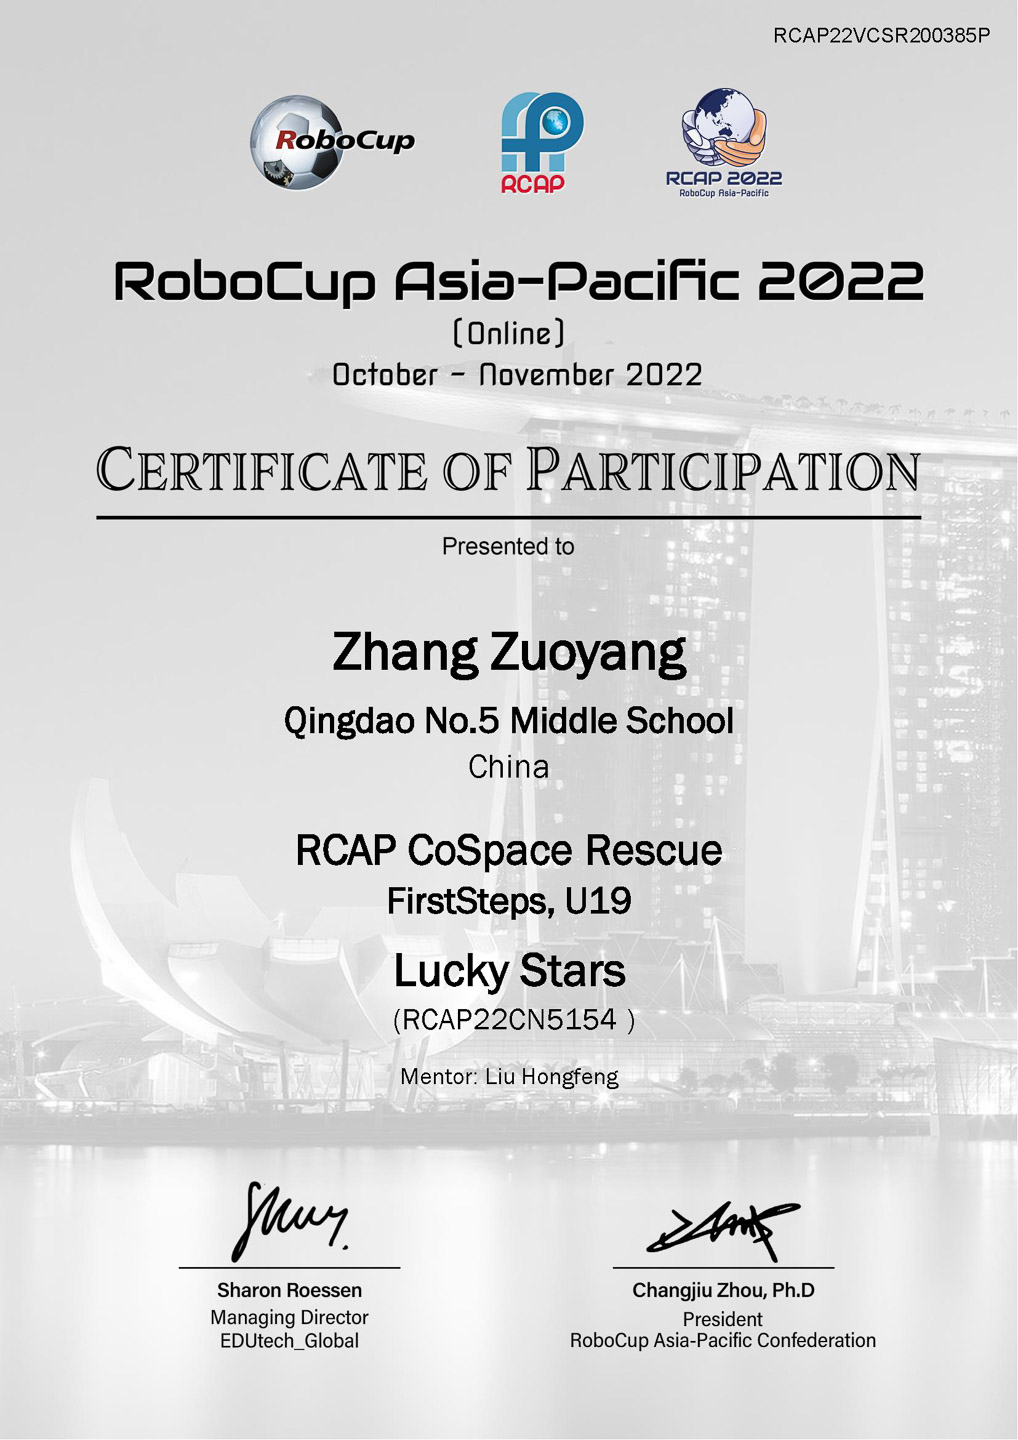 RCAP22VCSR200385P
RoboCup
RCAP
RCAP 2022
RoboCup Asia-Pacific
RoboCup Asia-Pacific 2022
(Online)
October - November 2022
CERTIFICATE OF PARTICIPATION
Presented to
Zhang Zuoyang
Qingdao No.5 Middle School
China
RCAP CoSpace Rescue
FirstSteps, U19
Lucky Stars
(RCAP22CN5154 )
Mentor: Liu Hongfeng
Sharon Roessen
Managing Director
EDUtech_Global
Changjiu Zhou, Ph.D
President
RoboCup Asia-Pacific Confederation